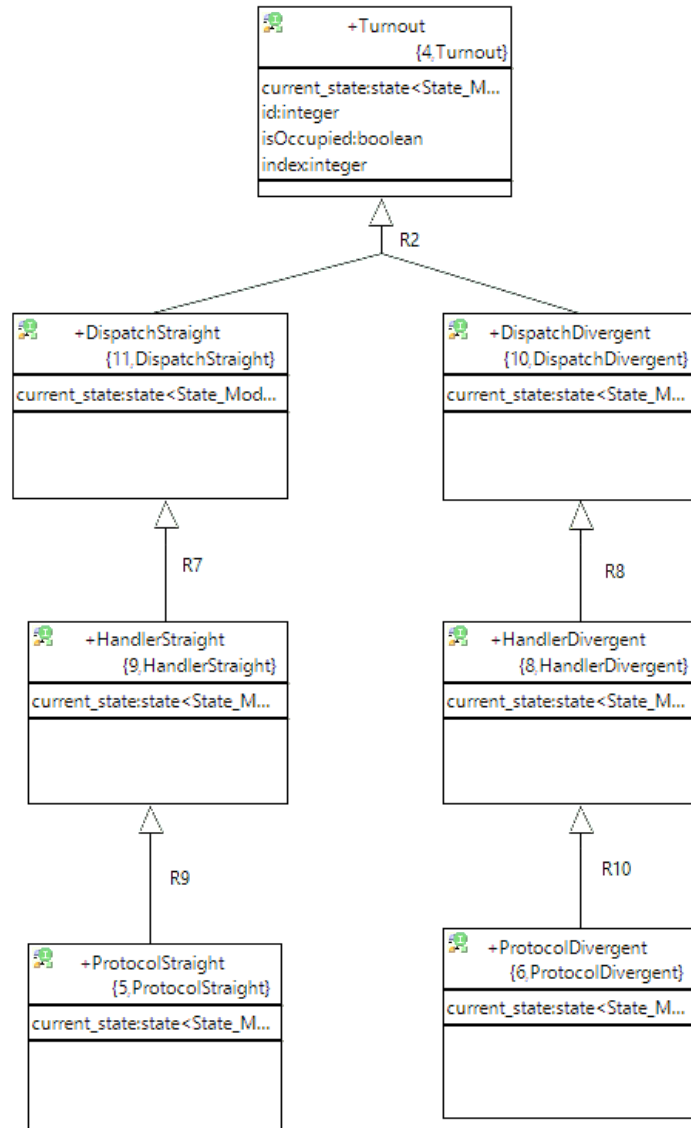 +Turnout
{4,Turnout}
current_state:state<State_M...
id:integer
isOccupied:boolean
index:integer
R2
+DispatchStraight
{11,DispatchStraight}
current_state:state<State_Mod...
+DispatchDivergent
{10,DispatchDivergent}
current_state:state<State_M...
R7
R8
+HandlerStraight
{9,HandlerStraight}
current_state:state<State_M...
+HandlerDivergent
{8,HandlerDivergent}
current_state:state<State_M...
R9
R10
+ProtocolStraight
{5,ProtocolStraight}
current_state:state<State_M...
+ProtocolDivergent
{6,ProtocolDivergent}
current_state:state<State_M...